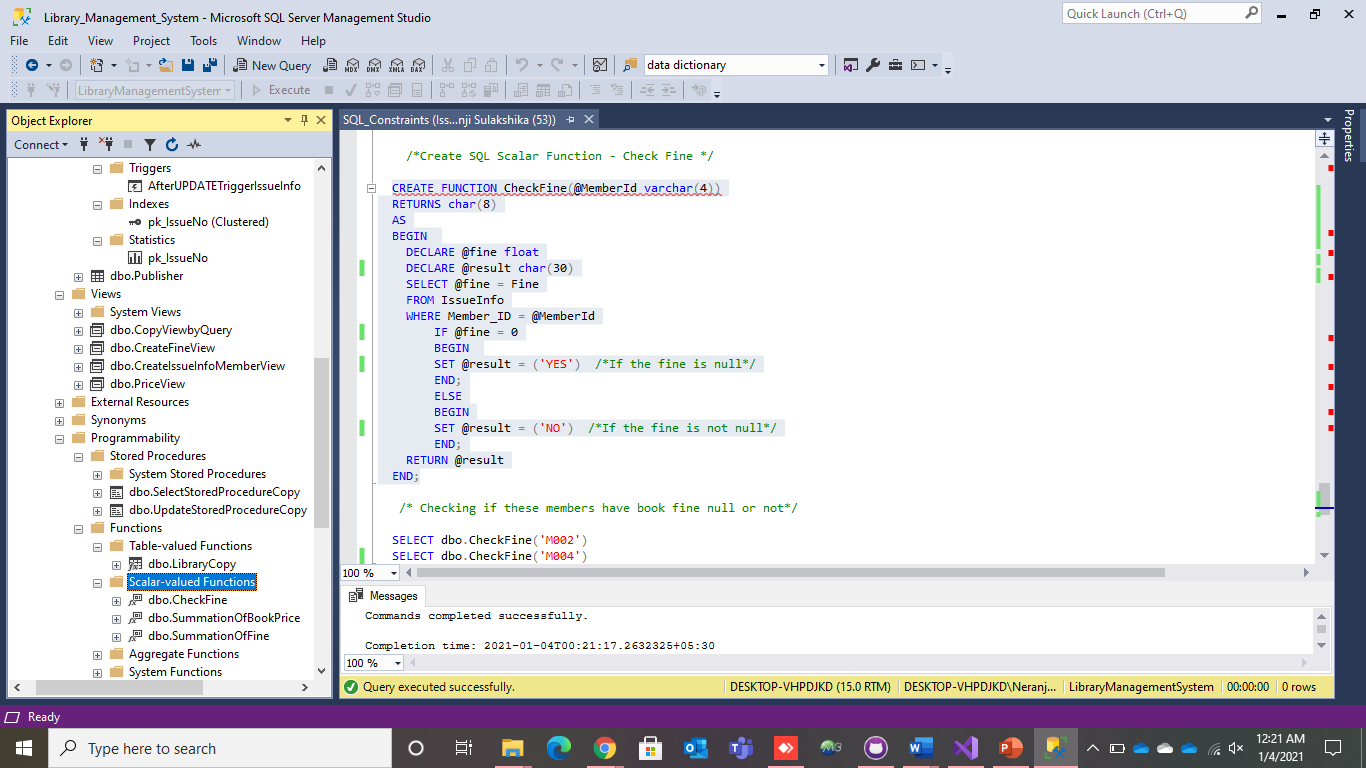 Library_Management_System - Microsoft SQL Server Management Studio
Quick Launch (Ctrl+Q)
File Edit View Project Tools Window Help
New Query
MDX DMX XMLA DAX
data dictionary
LibraryManagementSystem
Execute
Object Explorer
Connect
Triggers
AfterUPDATETriggerIssueInfo
Indexes
pk_IssueNo (Clustered)
Statistics
pk_IssueNo
dbo.Publisher
Views
System Views
dbo.CopyViewbyQuery
dbo.CreateFineView
dbo.CreateIssueInfoMemberView
dbo.PriceView
External Resources
Synonyms
Programmability
Stored Procedures
System Stored Procedures
dbo.SelectStoredProcedureCopy
dbo.UpdateStoredProcedureCopy
Functions
Table-valued Functions
dbo.LibraryCopy
Scalar-valued Functions
dbo.CheckFine
dbo.SummationOfBookPrice
dbo.SummationOfFine
Aggregate Functions
System Functions
SQL_Constraints (Iss...nji Sulakshika (53))
/*Create SQL Scalar Function - Check Fine */
CREATE FUNCTION CheckFine(@MemberId varchar(4))
RETURNS char(8)
AS
BEGIN
DECLARE @fine float
DECLARE @result char(30)
SELECT @fine = Fine
FROM IssueInfo
WHERE Member_ID = @MemberId
IF @fine = 0
BEGIN
SET @result = ('YES') /*If the fine is null*/
END;
ELSE
BEGIN
SET @result = ('NO') /*If the fine is not null*/
END;
RETURN @result
END;
/* Checking if these members have book fine null or not*/
SELECT dbo.CheckFine('M002')
SELECT dbo.CheckFine('M004')
100 %
Messages
Commands completed successfully.
Completion time: 2021-01-04T00:21:17.2632325+05:30
100 %
Query executed successfully.
DESKTOP-VHPDJKD (15.0 RTM)
DESKTOP-VHPDJKD\Neranj...
LibraryManagementSystem
00:00:00
0 rows
Properties
Ready
Type here to search
12:21 AM
1/4/2021